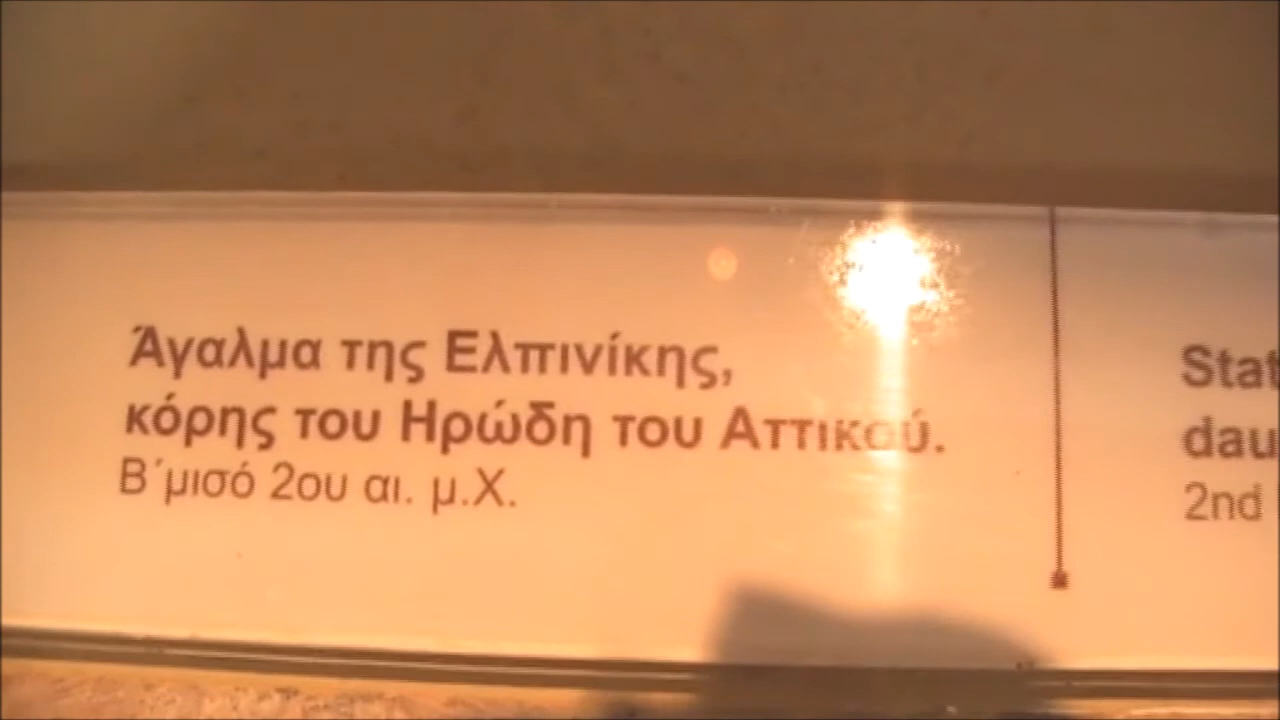 Άγαλμα της Ελπινίκης,
κόρης του Ηρώδη του Αττικού.
Β΄μισό 2ου αι. μ.Χ.
2nd